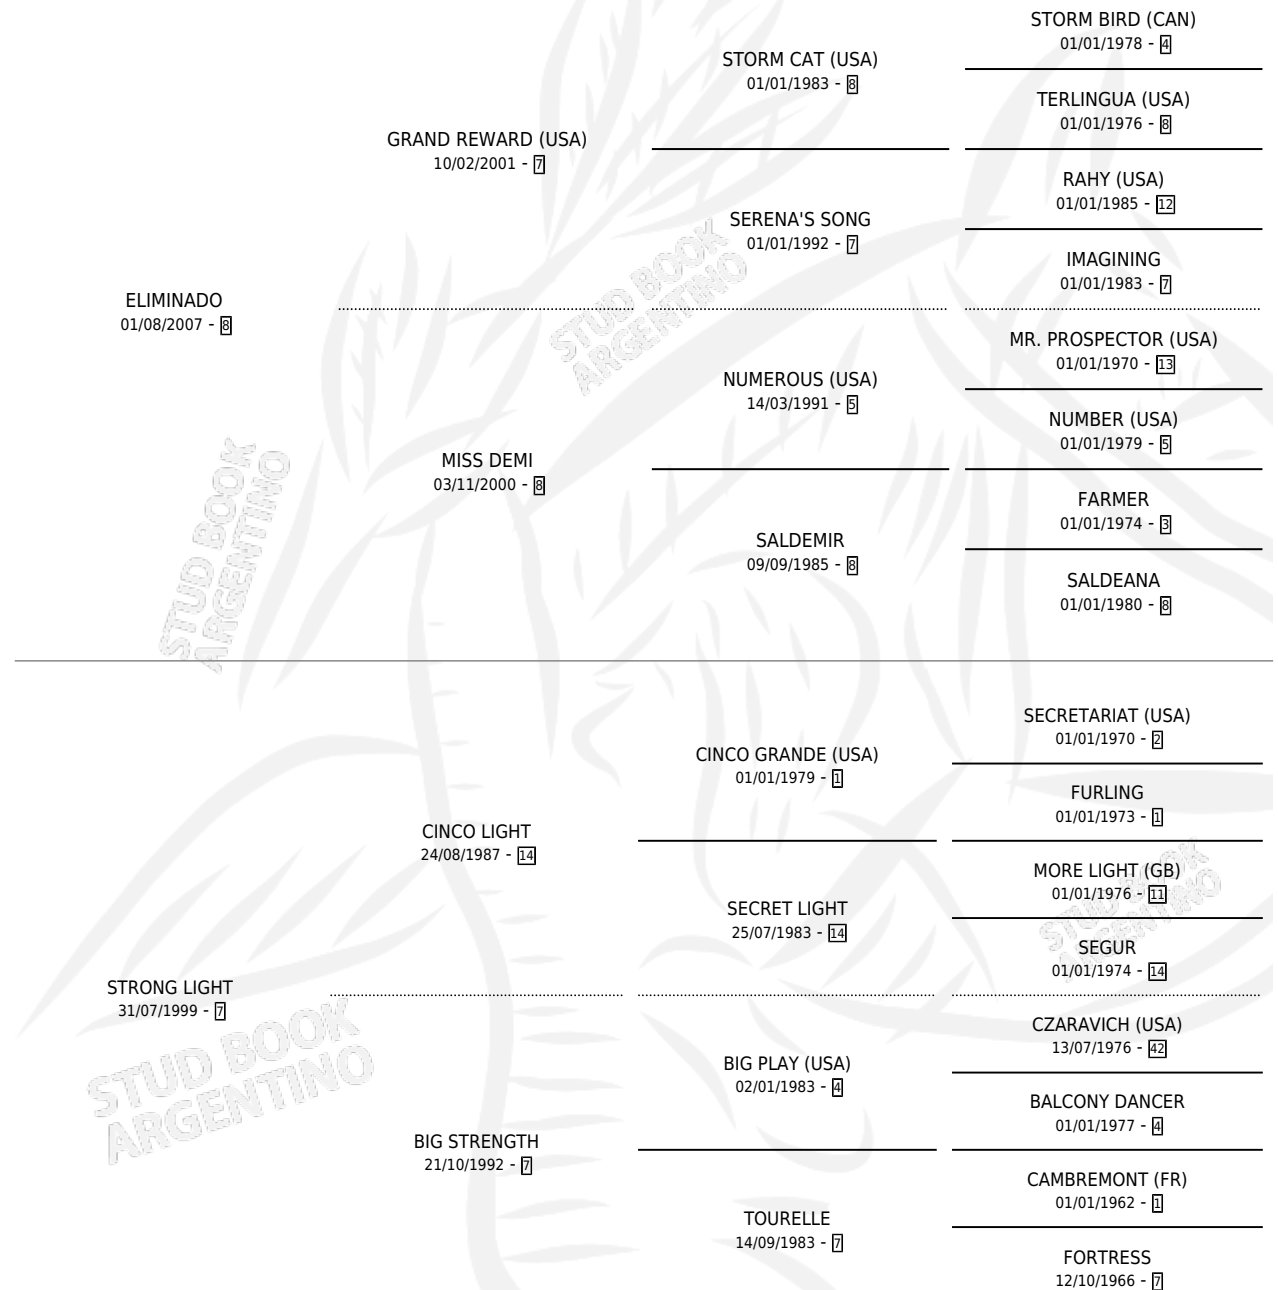 STORM BIRD (CAN)
01/01/1978 - 4
STORM CAT (USA)
01/01/1983 - 8
TERLINGUA (USA)
01/01/1976 - 8
GRAND REWARD (USA)
10/02/2001 - 7
RAHY (USA)
01/01/1985 - 12
SERENA'S SONG
01/01/1992 - 7
IMAGINING
01/01/1983 - 7
ELIMINADO
01/08/2007 - 8
MR. PROSPECTOR (USA)
01/01/1970 - 13
NUMEROUS (USA)
14/03/1991 - 5
NUMBER (USA)
01/01/1979 - 5
MISS DEMI
03/11/2000 - 8
FARMER
01/01/1974 - 3
SALDEMIR
09/09/1985 - 8
SALDEANA
01/01/1980 - 8
SECRETARIAT (USA)
01/01/1970 - 2
CINCO GRANDE (USA)
01/01/1979 - 1
FURLING
01/01/1973 - 1
CINCO LIGHT
24/08/1987 - 14
MORE LIGHT (GB)
01/01/1976 - 11
SECRET LIGHT
25/07/1983 - 14
SEGUR
01/01/1974 - 14
STRONG LIGHT
31/07/1999 - 7
CZARAVICH (USA)
13/07/1976 - 42
BIG PLAY (USA)
02/01/1983 - 4
BALCONY DANCER
01/01/1977 - 4
BIG STRENGTH
21/10/1992 - 7
CAMBREMONT (FR)
01/01/1962 - 1
TOURELLE
14/09/1983 - 7
FORTRESS
12/10/1966 - 7
STUD BOOK
ARGENTINO
STUD BOOK
ARGENTINO
STUD BOOK
ARGENTINO
STUD BOOK
ARGENTINO